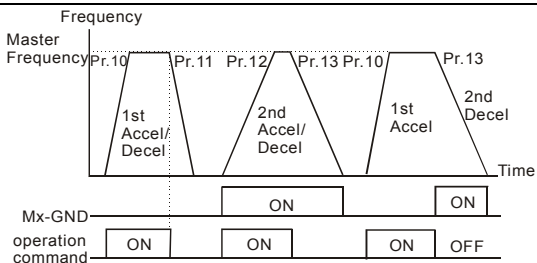 Frequency
Master
Frequency
Pr.10 Pr.11 Pr.12 Pr.13 Pr.10 Pr.13
1st
Accel/
Decel
2nd
Accel/
Decel
1st
Accel
2nd
Decel
Time
Mx-GND ON ON
operation
command ON ON ON OFF